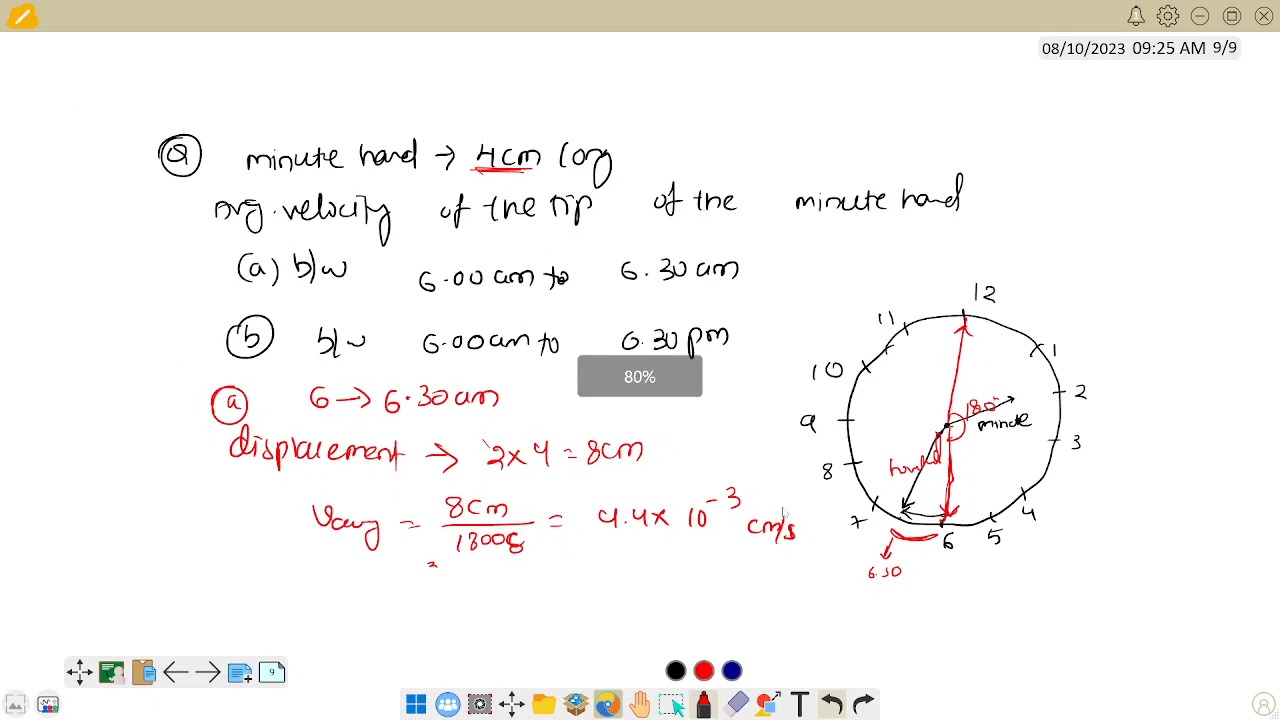 08/10/2023 09:25 AM 9/9
Q minute hand → 4cm long
Avg. velocity of the tip of the minute hand
(a) b/w 6.00 am to 6.30 am
(b) b/w 6.00 am to 6.30 pm
80%
(a) 6 → 6.30 am
displacement → 2 x 4 = 8cm
Vavg = 8cm / 1800s = 4.4 x 10^-3 cm/s
12
11
1
10
2
180°
minute
9
3
8
7
4
6
5
6.30
9
T